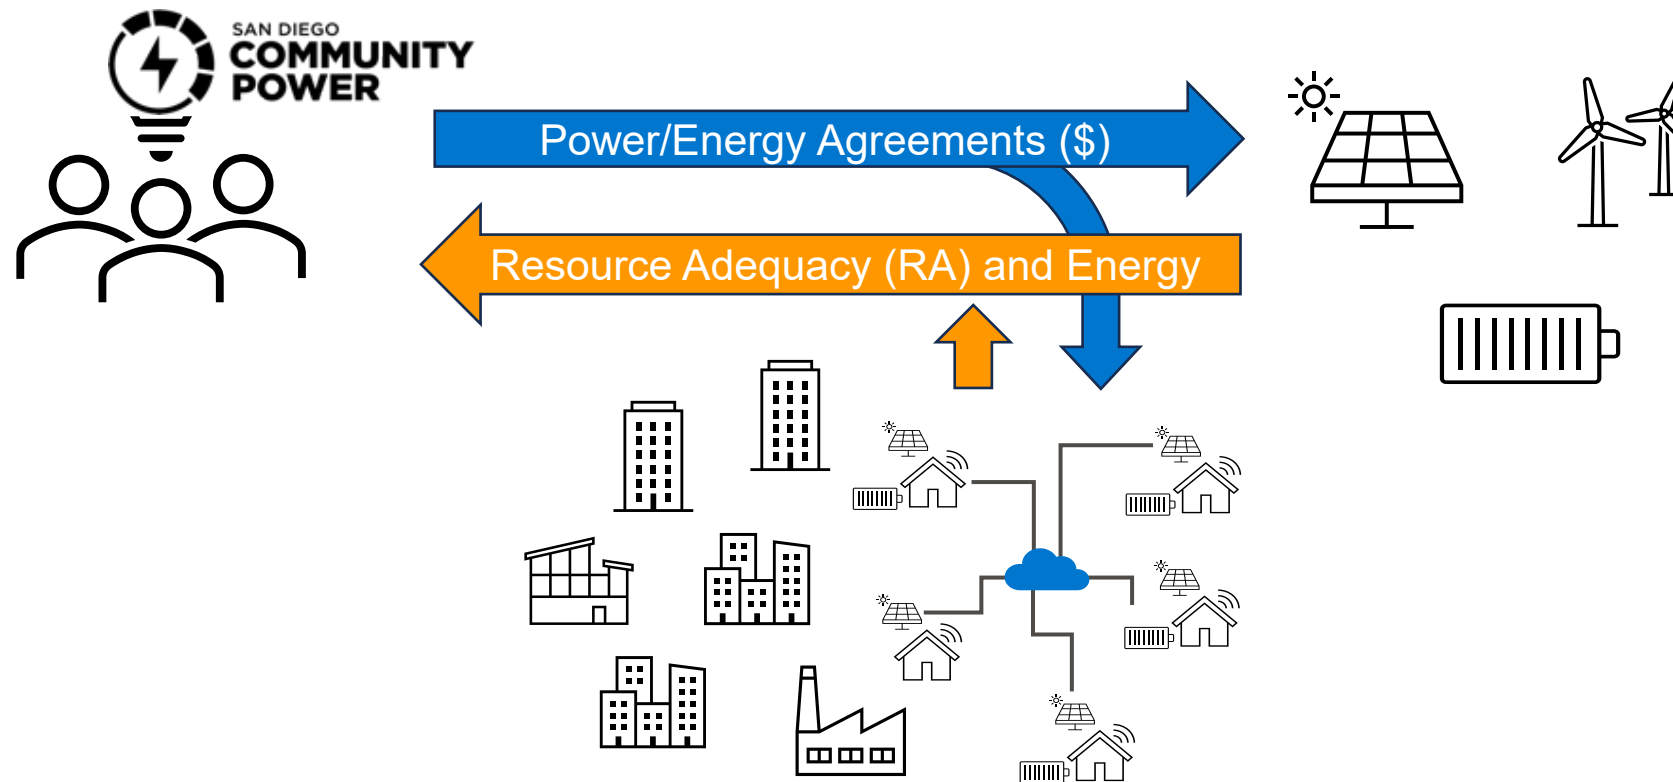 SAN DIEGO
COMMUNITY
POWER
Power/Energy Agreements ($)
Resource Adequacy (RA) and Energy